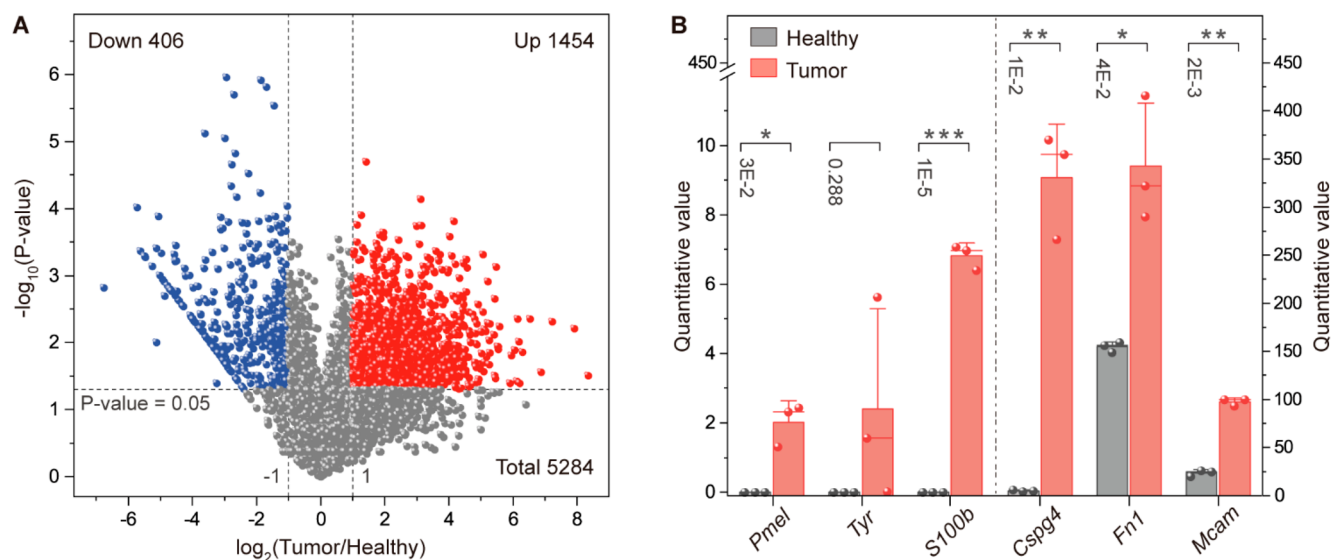 A
Down 406
Up 1454
6
5
4
3
2
1
0
-log10(P-value)
P-value = 0.05
-1
1
Total 5284
-6
-4
-2
0
2
4
6
8
log2(Tumor/Healthy)
B
Healthy
Tumor
450
10
8
6
4
2
0
Quantitative value
*
3E-2
0.288
***
1E-5
**
1E-2
*
4E-2
**
2E-3
450
400
350
300
250
200
150
100
50
0
Quantitative value
Pmel
Tyr
S100b
Cspg4
Fn1
Mcam